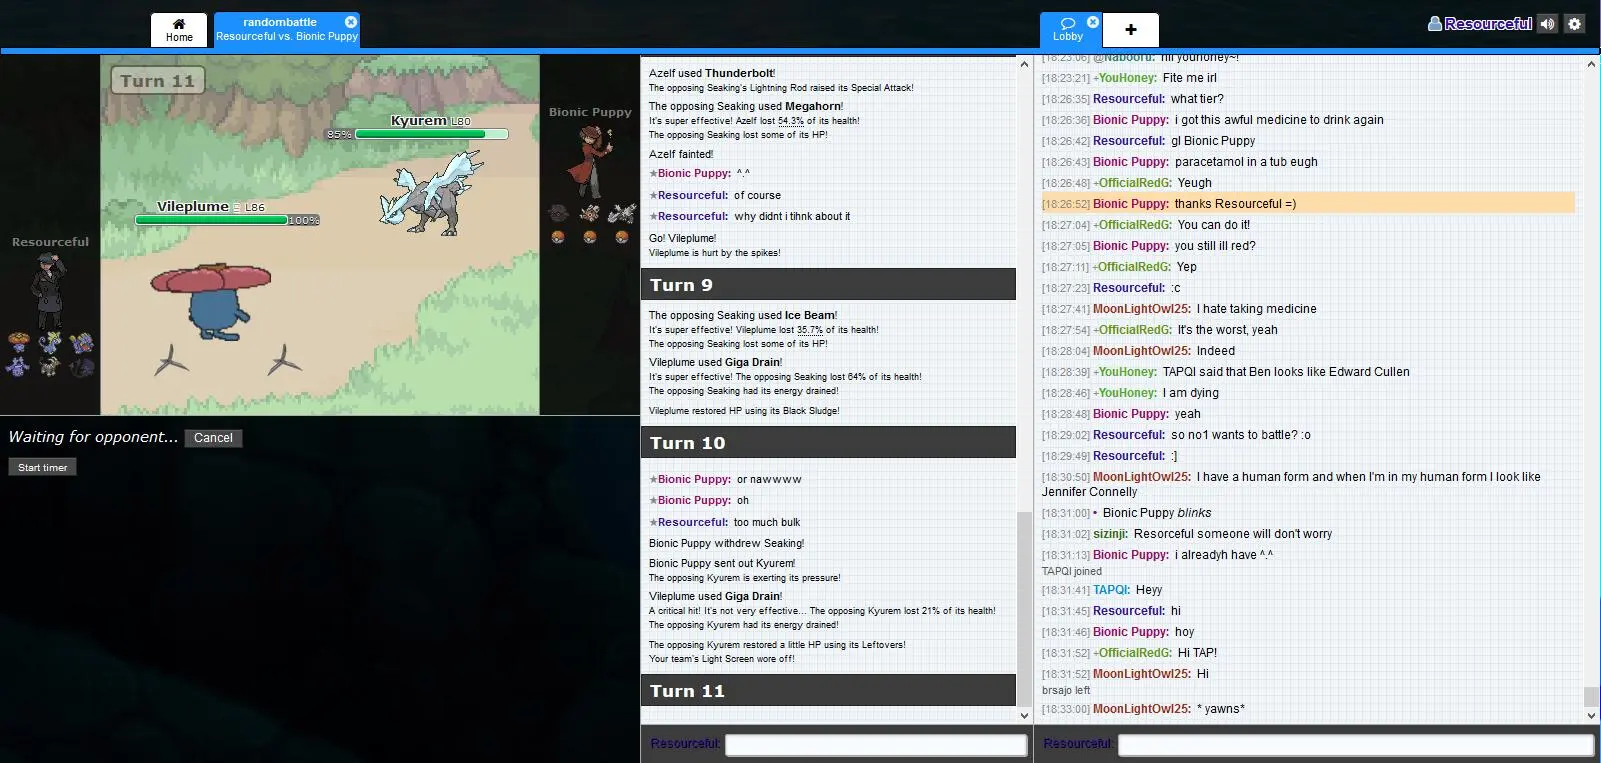 Home
randombattle
Resourceful vs. Bionic Puppy
Lobby
Resourceful
Turn 11
Kyurem L80
85%
Vileplume L86
100%
Resourceful
Bionic Puppy
Waiting for opponent... Cancel
Start timer
Azelf used Thunderbolt!
The opposing Seaking's Lightning Rod raised its Special Attack!
The opposing Seaking used Megahorn!
It's super effective! Azelf lost 54.3% of its health!
The opposing Seaking lost some of its HP!
Azelf fainted!
★Bionic Puppy: ^.^
★Resourceful: of course
★Resourceful: why didnt i tihnk about it
Go! Vileplume!
Vileplume is hurt by the spikes!
Turn 9
The opposing Seaking used Ice Beam!
It's super effective! Vileplume lost 35.7% of its health!
The opposing Seaking lost some of its HP!
Vileplume used Giga Drain!
It's super effective! The opposing Seaking lost 64% of its health!
The opposing Seaking had its energy drained!
Vileplume restored HP using its Black Sludge!
Turn 10
★Bionic Puppy: or nawwww
★Bionic Puppy: oh
★Resourceful: too much bulk
Bionic Puppy withdrew Seaking!
Bionic Puppy sent out Kyurem!
The opposing Kyurem is exerting its pressure!
Vileplume used Giga Drain!
A critical hit! It's not very effective... The opposing Kyurem lost 21% of its health!
The opposing Kyurem had its energy drained!
The opposing Kyurem restored a little HP using its Leftovers!
Your team's Light Screen wore off!
Turn 11
Resourceful:
[18:23:06] @Nabooru: hii youhoney~!
[18:23:21] +YouHoney: Fite me irl
[18:26:35] Resourceful: what tier?
[18:26:36] Bionic Puppy: i got this awful medicine to drink again
[18:26:42] Resourceful: gl Bionic Puppy
[18:26:43] Bionic Puppy: paracetamol in a tub eugh
[18:26:48] +OfficialRedG: Yeugh
[18:26:52] Bionic Puppy: thanks Resourceful =)
[18:27:04] +OfficialRedG: You can do it!
[18:27:05] Bionic Puppy: you still ill red?
[18:27:11] +OfficialRedG: Yep
[18:27:23] Resourceful: :c
[18:27:41] MoonLightOwl25: I hate taking medicine
[18:27:54] +OfficialRedG: It's the worst, yeah
[18:28:04] MoonLightOwl25: Indeed
[18:28:39] +YouHoney: TAPQI said that Ben looks like Edward Cullen
[18:28:46] +YouHoney: I am dying
[18:28:48] Bionic Puppy: yeah
[18:29:02] Resourceful: so no1 wants to battle? :o
[18:29:49] Resourceful: :]
[18:30:50] MoonLightOwl25: I have a human form and when I'm in my human form I look like
Jennifer Connelly
[18:31:00] • Bionic Puppy blinks
[18:31:02] sizinji: Resorceful someone will don't worry
[18:31:13] Bionic Puppy: i alreadyh have ^.^
TAPQI joined
[18:31:41] TAPQI: Heyy
[18:31:45] Resourceful: hi
[18:31:46] Bionic Puppy: hoy
[18:31:52] +OfficialRedG: Hi TAP!
[18:31:52] MoonLightOwl25: Hi
brsajo left
[18:33:00] MoonLightOwl25: * yawns*
Resourceful: